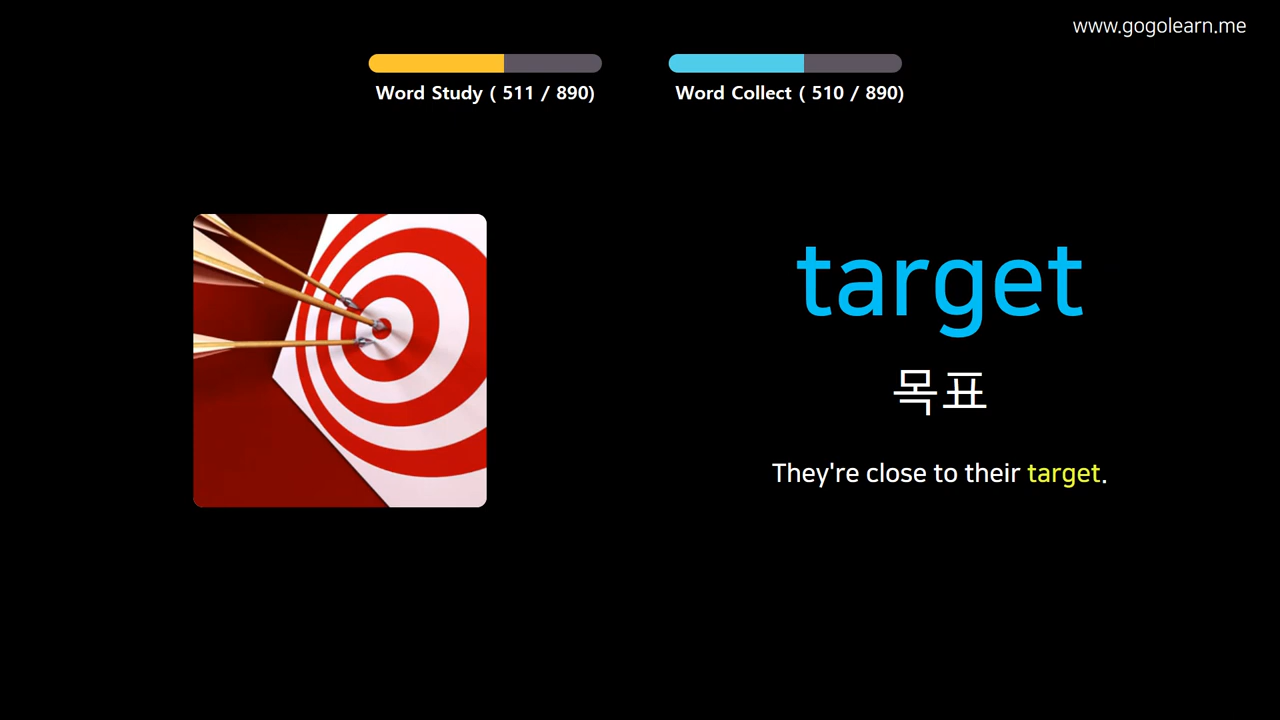 www.gogolearn.me
Word Study ( 511 / 890)
Word Collect ( 510 / 890)
target
목표
They're close to their target.